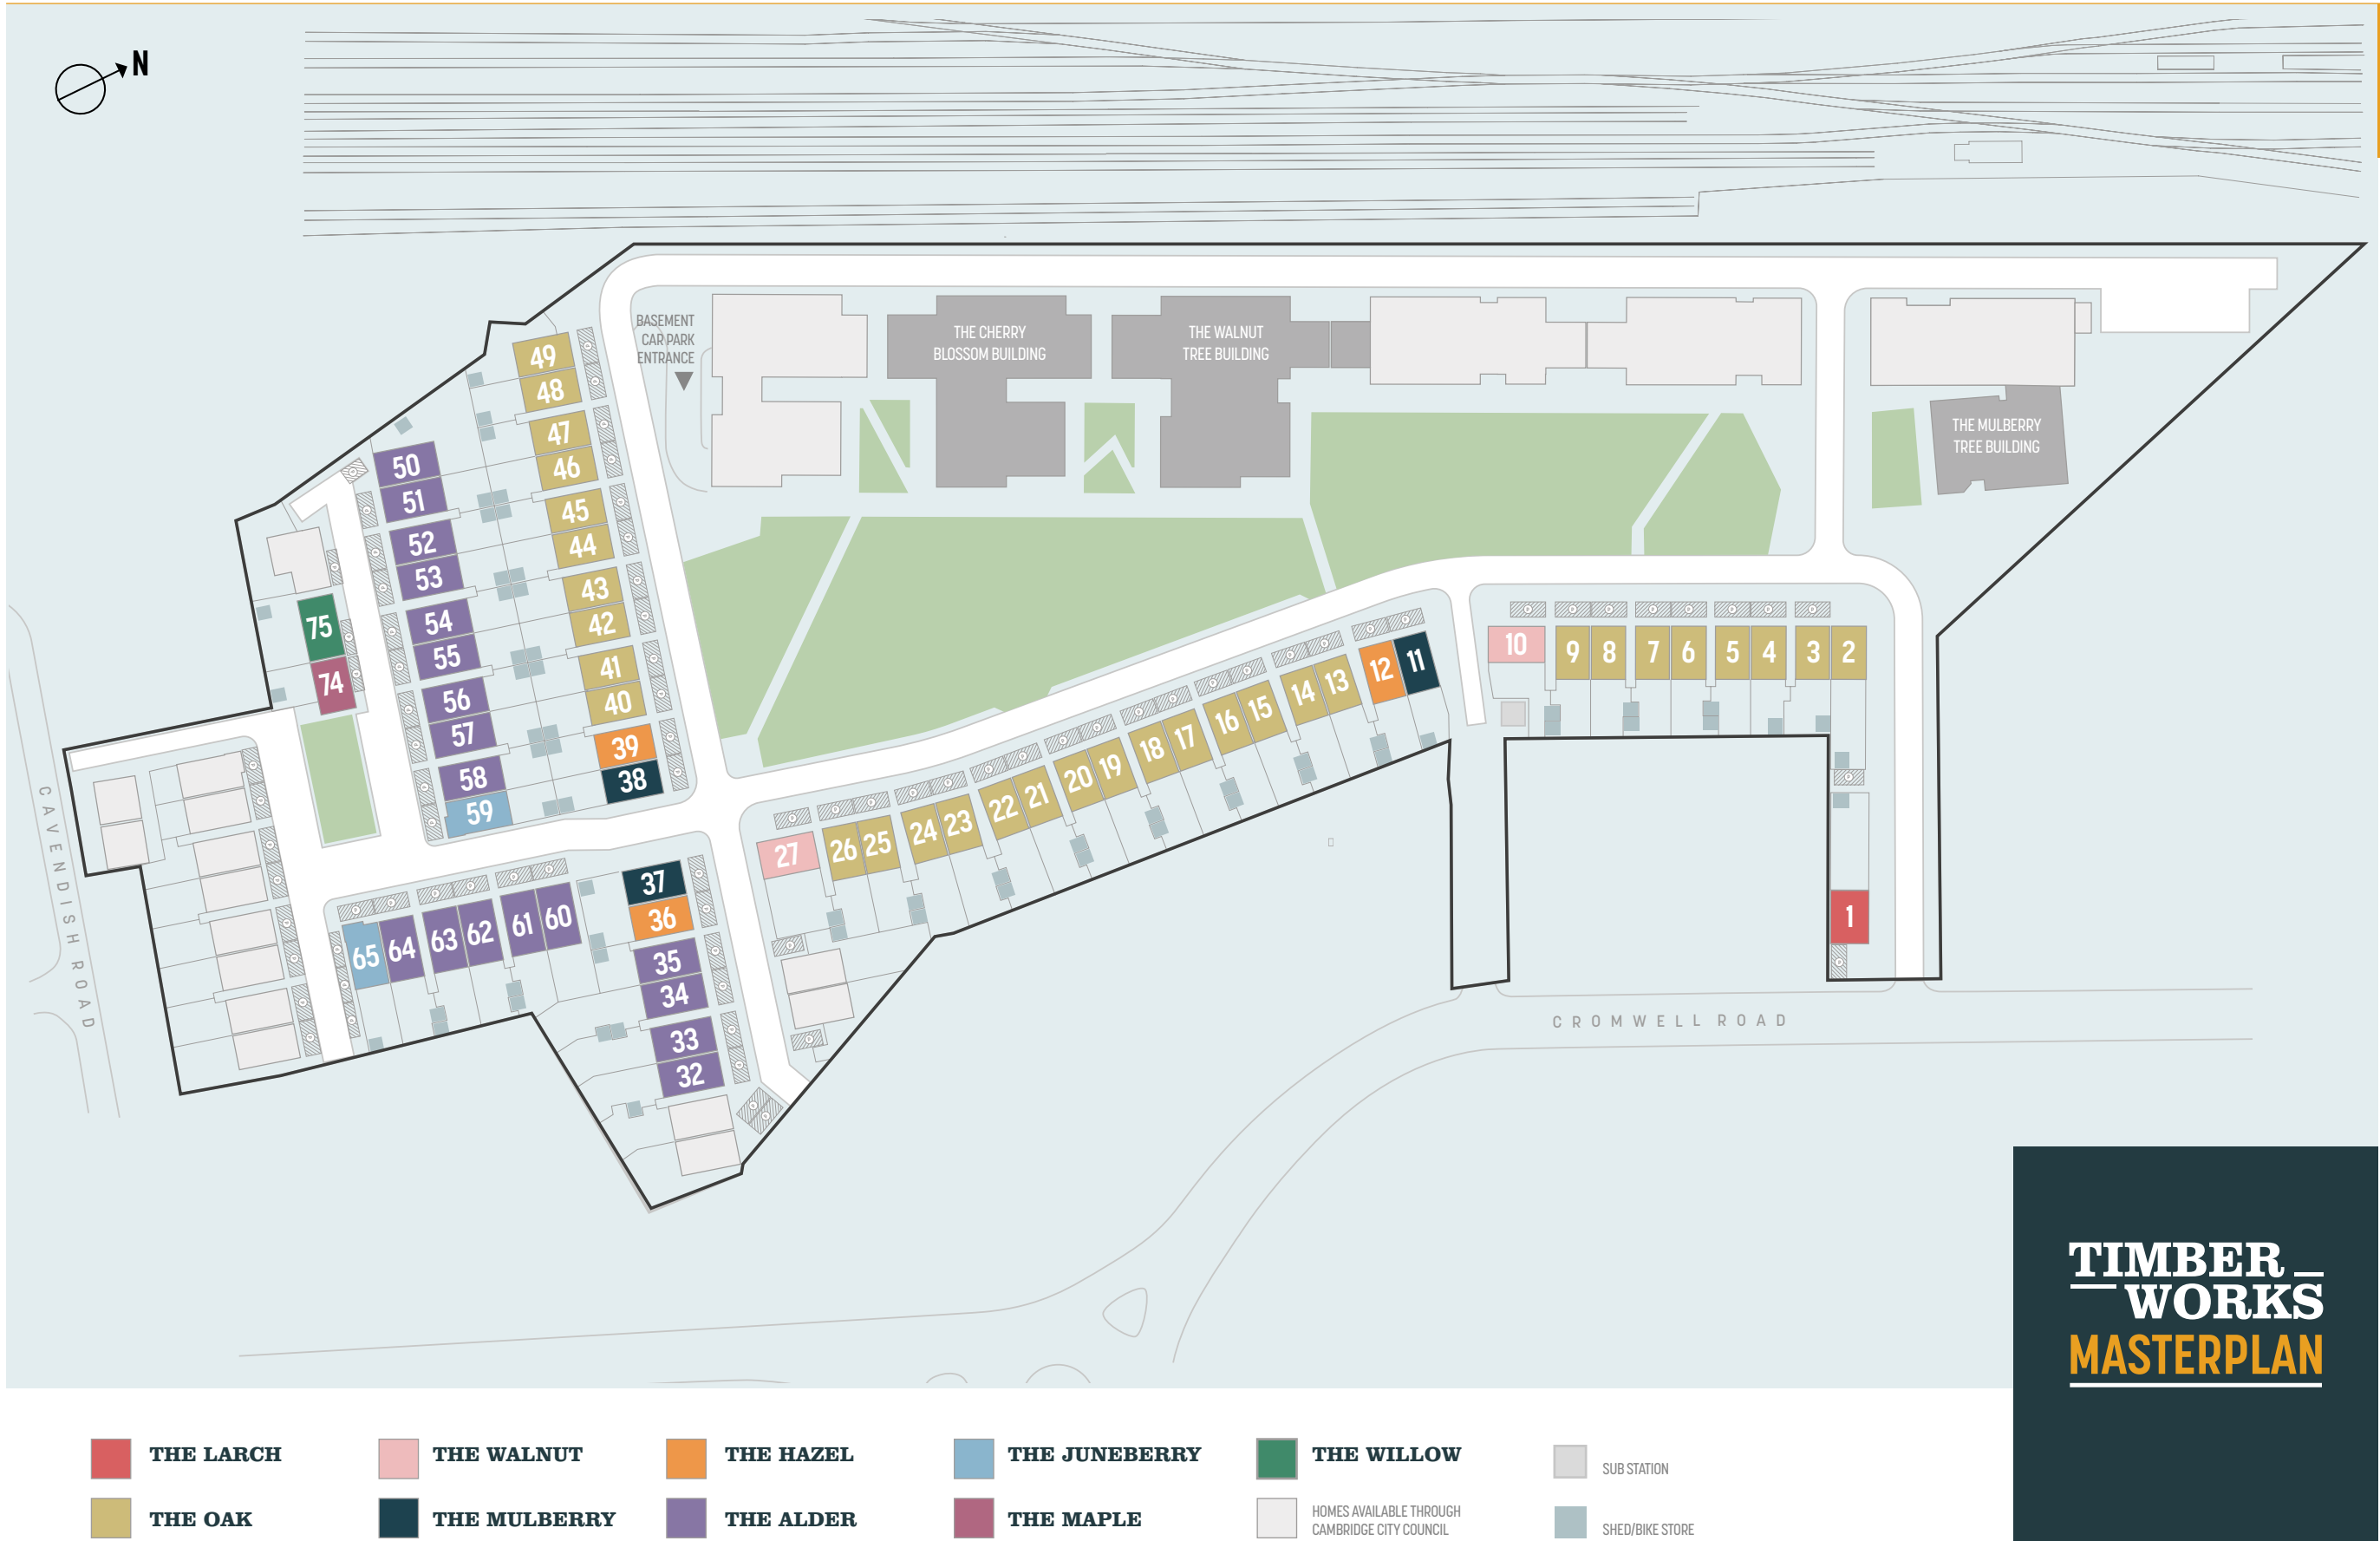 N
BASEMENT
CAR PARK
ENTRANCE
THE CHERRY
BLOSSOM BUILDING
THE WALNUT
TREE BUILDING
THE MULBERRY
TREE BUILDING
49
48
47
46
45
44
43
42
41
40
39
38
50
51
52
53
54
55
56
57
58
59
75
74
10
9
8
7
6
5
4
3
2
1
11
12
13
14
15
16
17
18
19
20
21
22
23
24
25
26
27
37
36
35
34
33
32
65
64
63
62
61
60
CAVENDISH ROAD
CROMWELL ROAD
TIMBER
WORKS
MASTERPLAN
THE LARCH
THE WALNUT
THE HAZEL
THE JUNEBERRY
THE WILLOW
SUB STATION
THE OAK
THE MULBERRY
THE ALDER
THE MAPLE
HOMES AVAILABLE THROUGH
CAMBRIDGE CITY COUNCIL
SHED/BIKE STORE